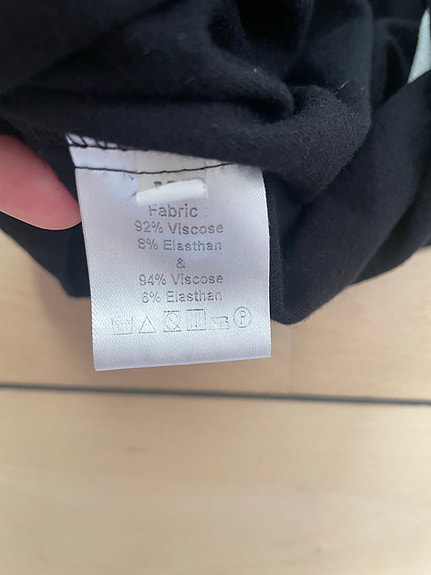 Fabric :
92% Viscose
8% Elasthan
&
94% Viscose
6% Elasthan
P